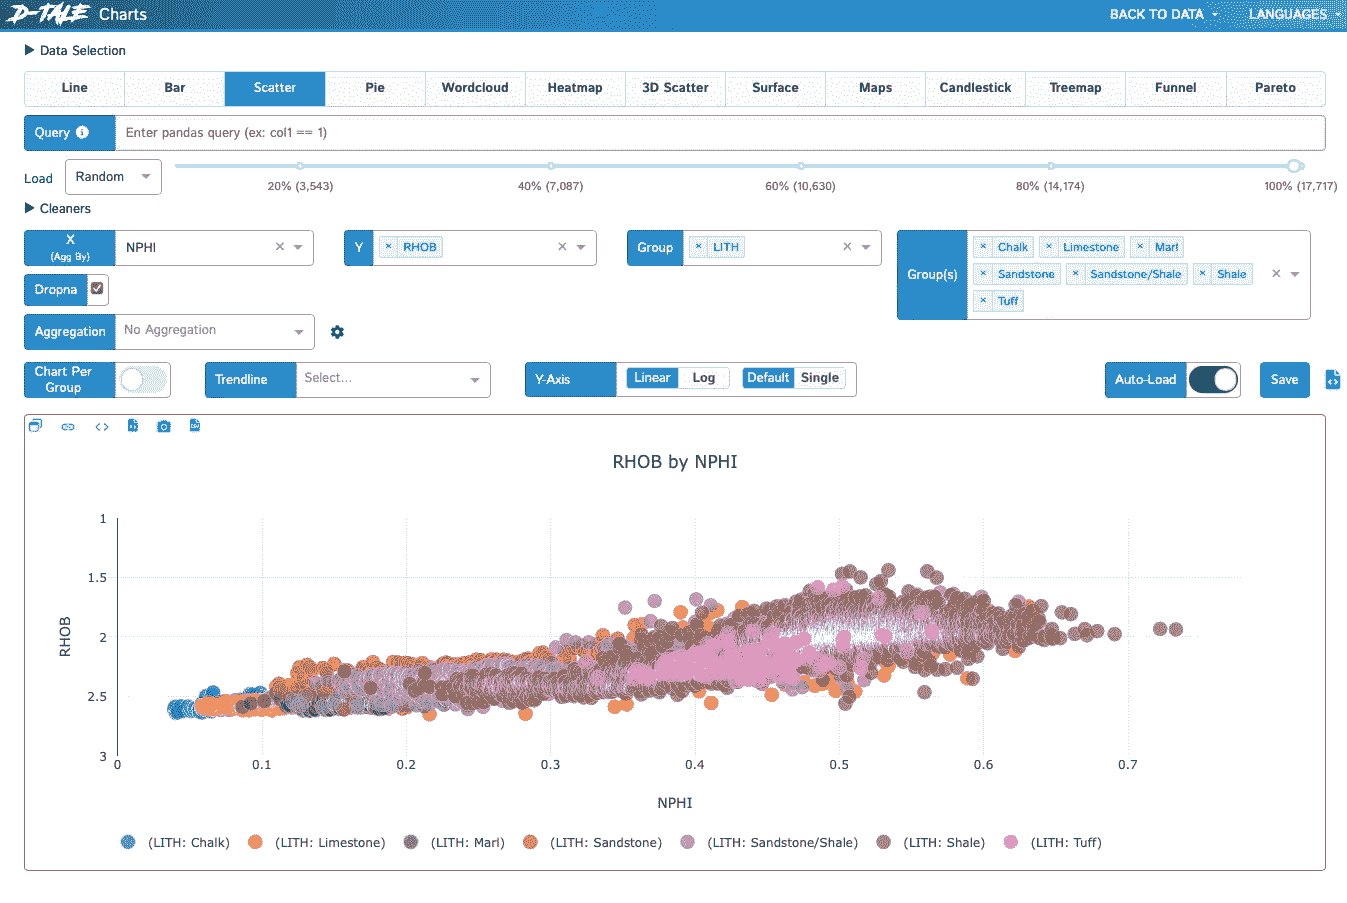 D-TALE Charts BACK TO DATA LANGUAGES
Data Selection
Line Bar Scatter Pie Wordcloud Heatmap 3D Scatter Surface Maps Candlestick Treemap Funnel Pareto
Query Enter pandas query (ex: col1 == 1)
Load Random
20% (3,543) 40% (7,087) 60% (10,630) 80% (14,174) 100% (17,717)
Cleaners
X
(Agg By)
NPHI
Y × RHOB
Group × LITH
Group(s)
× Chalk × Limestone × Marl
× Sandstone × Sandstone/Shale × Shale
× Tuff
Dropna
Aggregation No Aggregation
Chart Per
Group
Trendline Select...
Y-Axis Linear Log Default Single
Auto-Load Save
RHOB by NPHI
RHOB
1
1.5
2
2.5
3
0 0.1 0.2 0.3 0.4 0.5 0.6 0.7
NPHI
(LITH: Chalk) (LITH: Limestone) (LITH: Marl) (LITH: Sandstone) (LITH: Sandstone/Shale) (LITH: Shale) (LITH: Tuff)